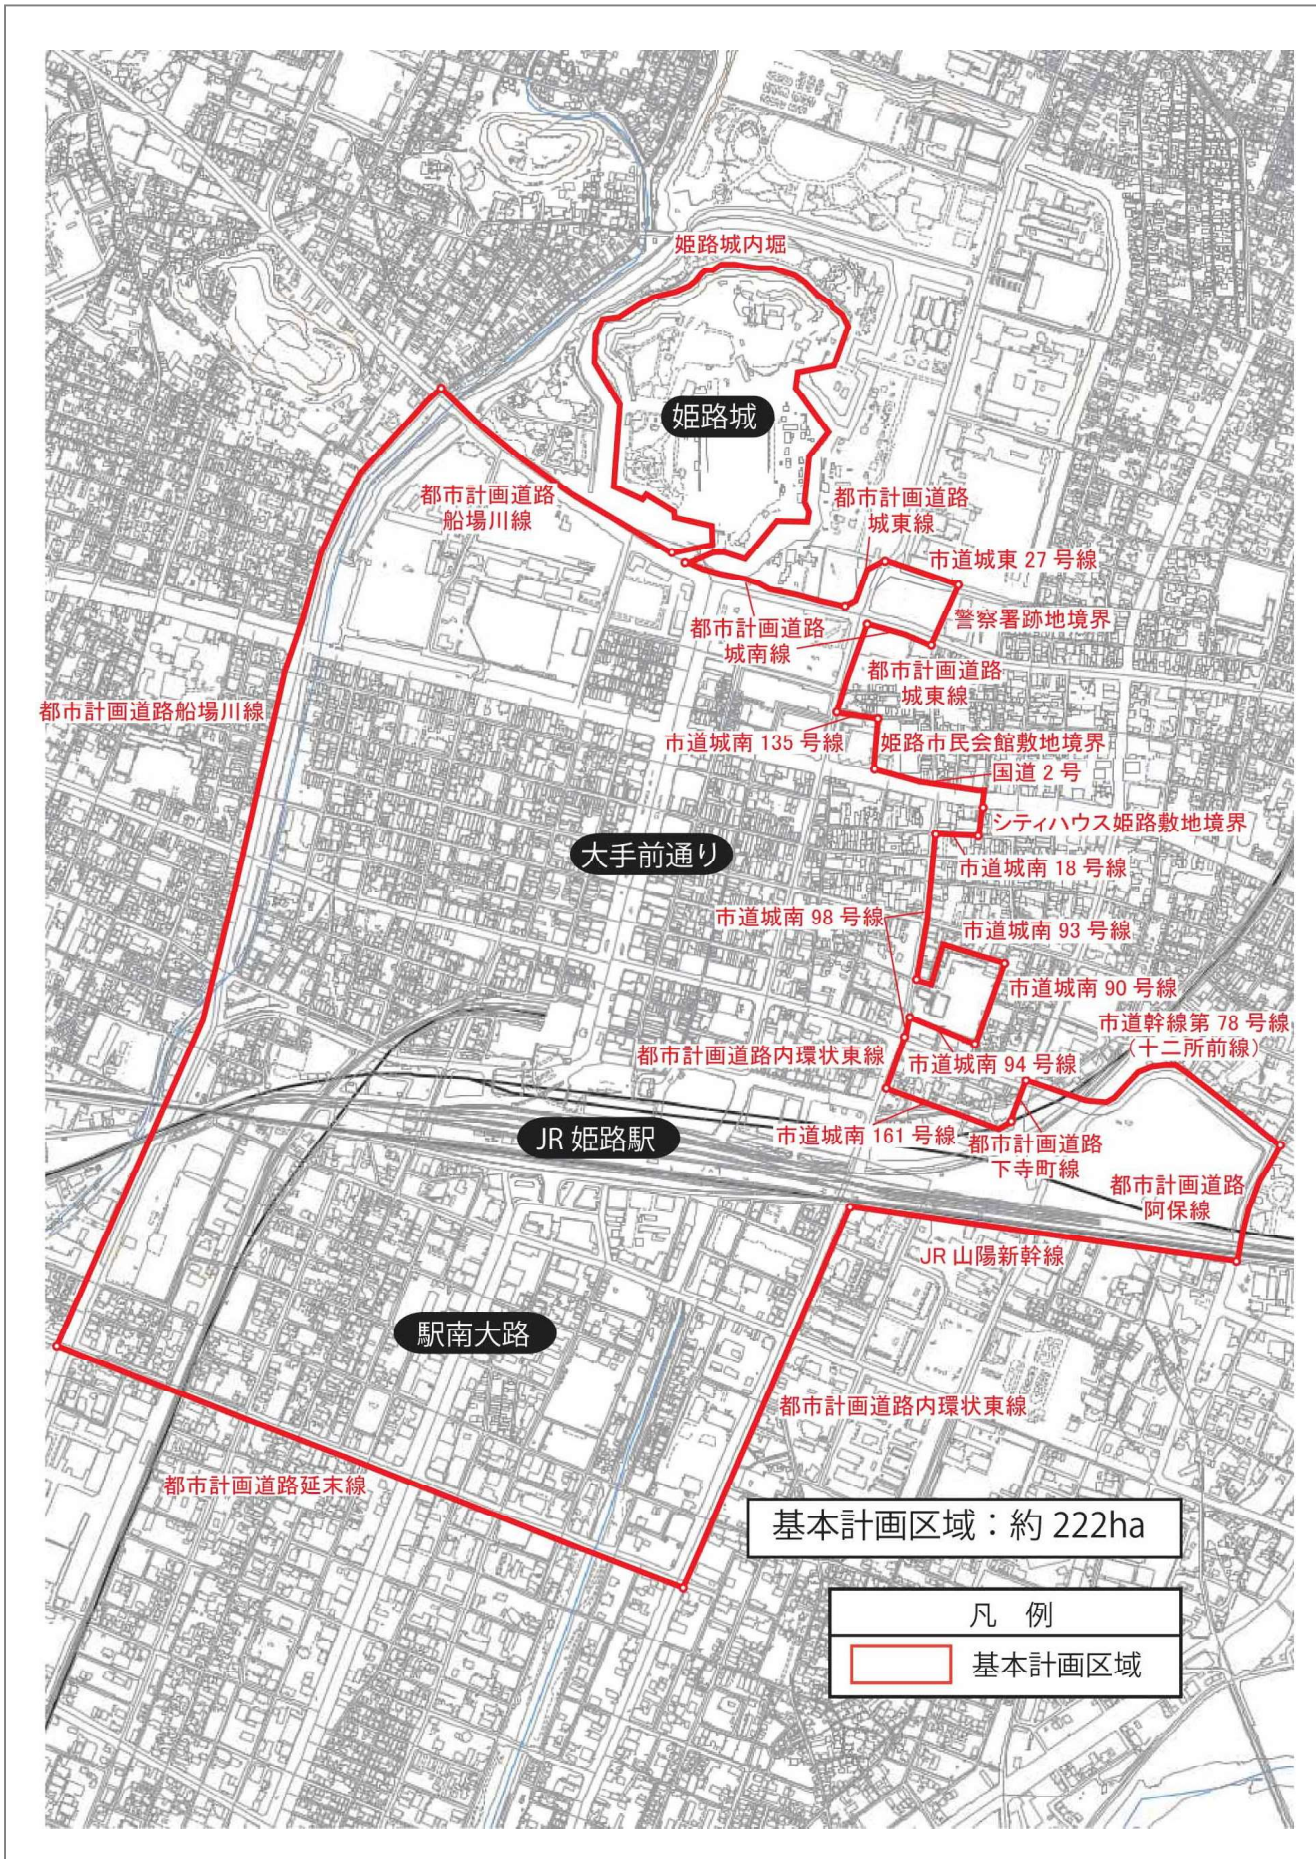 姫路城内堀
姫路城
都市計画道路
船場川線
都市計画道路
城東線
市道城東 27 号線
警察署跡地境界
都市計画道路
城南線
都市計画道路
城東線
都市計画道路船場川線
市道城南 135 号線
姫路市民会館敷地境界
国道 2 号
シティハウス姫路敷地境界
大手前通り
市道城南 18 号線
市道城南 98 号線
市道城南 93 号線
市道城南 90 号線
市道幹線第 78 号線
(十二所前線)
都市計画道路内環状東線
市道城南 94 号線
JR 姫路駅
市道城南 161 号線
都市計画道路
下寺町線
都市計画道路
阿保線
JR 山陽新幹線
駅南大路
都市計画道路内環状東線
都市計画道路延末線
基本計画区域：約 222ha
凡　例
基本計画区域